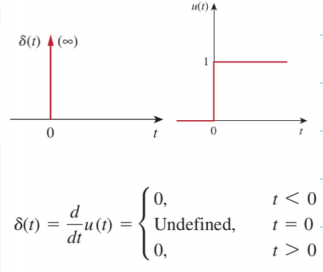 u(t)
δ(t) (∞)
1
0 t
0 t
δ(t) = d/dt u(t) = { 0, t < 0
Undefined, t = 0
0, t > 0